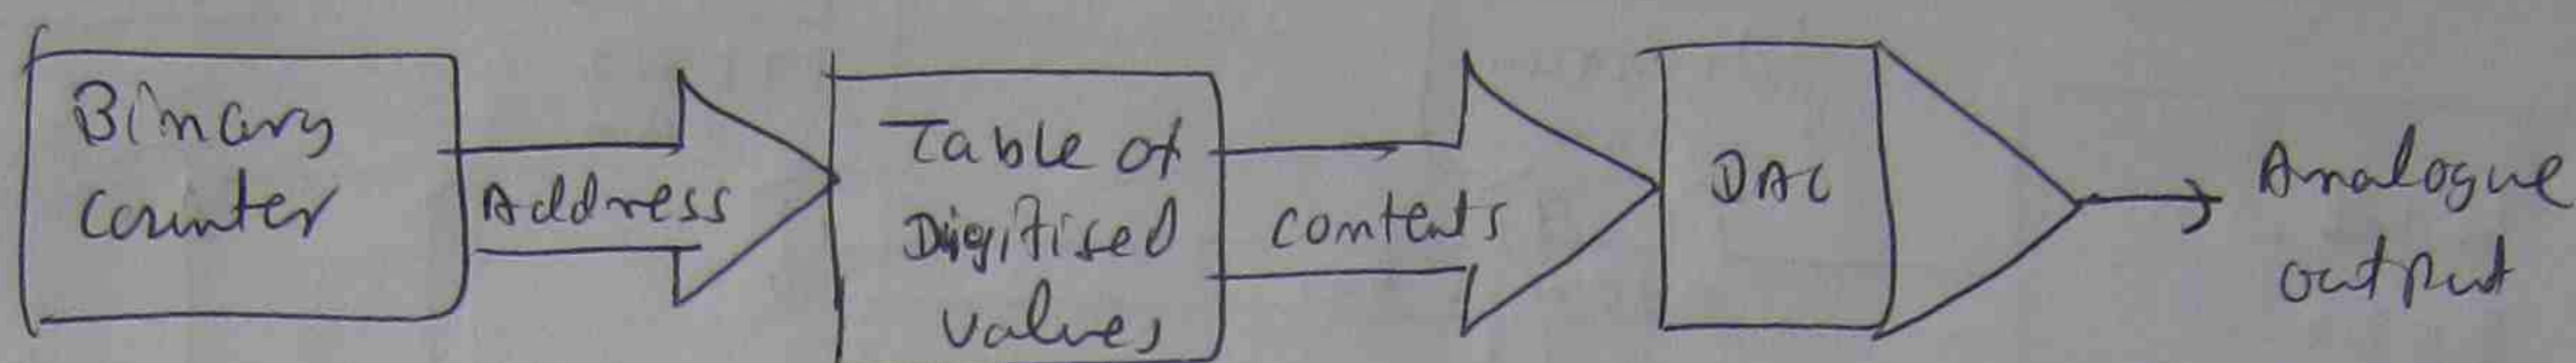 Binary
Counter
Address
Table of
Digitised
Values
contents
DAC
Analogue
output